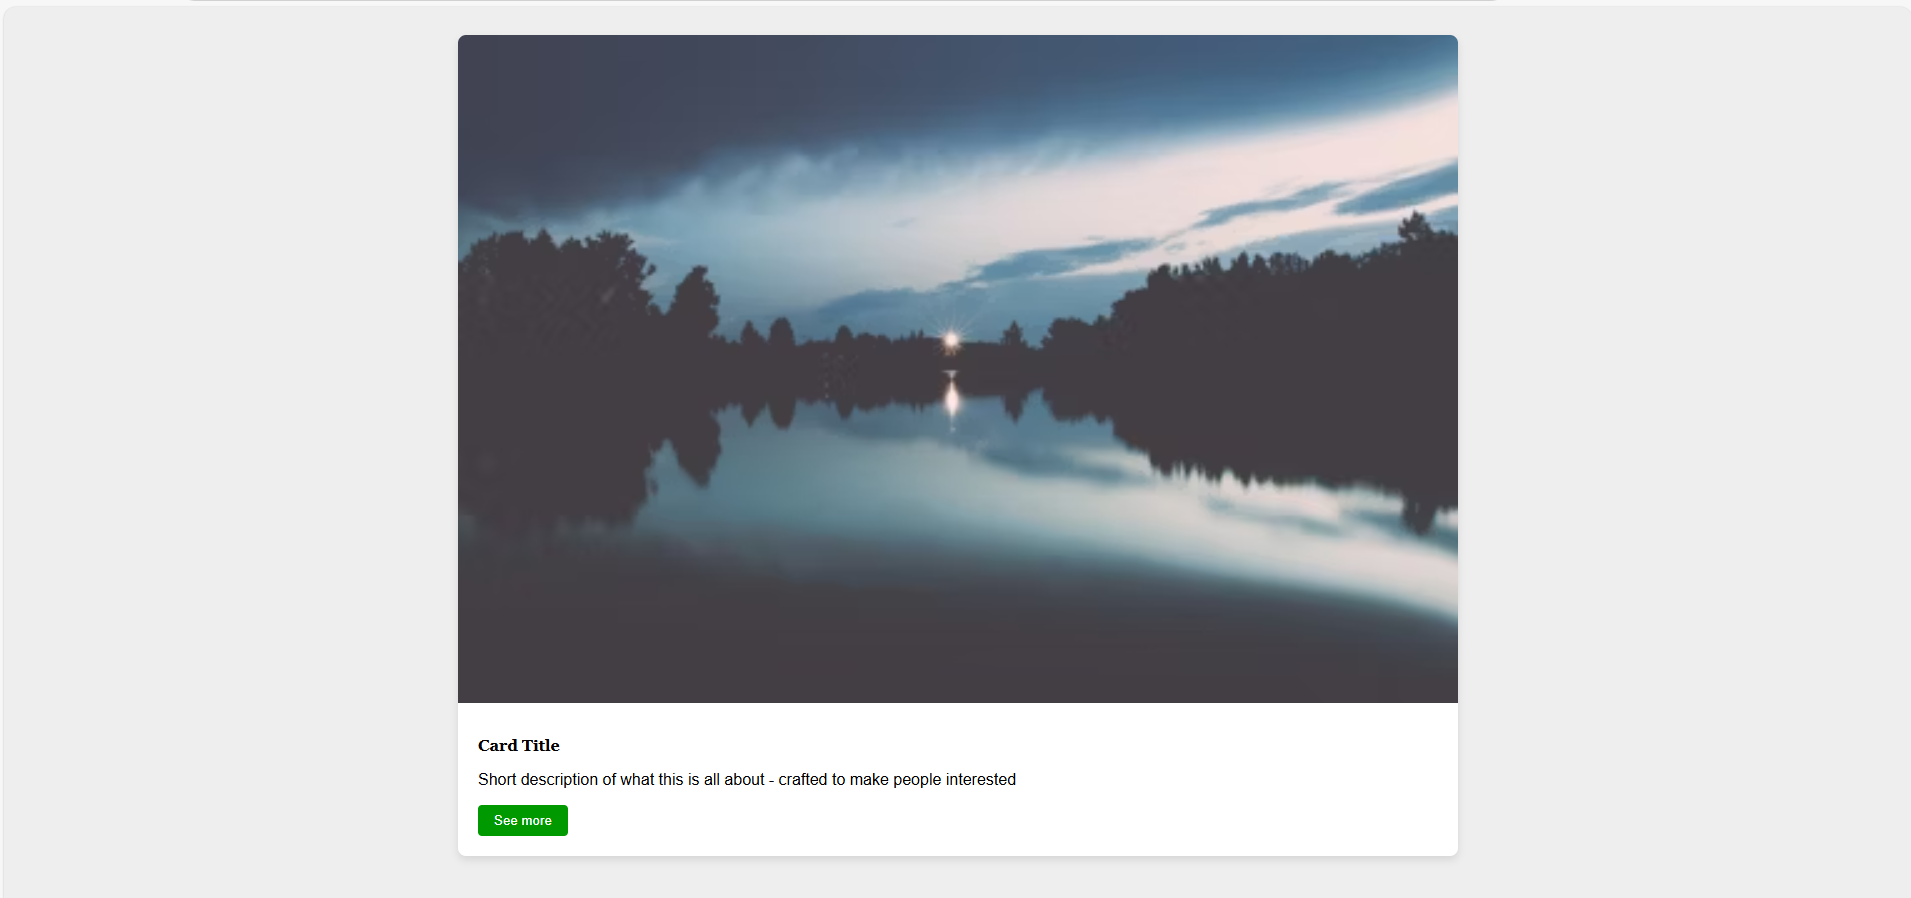 Card Title
Short description of what this is all about - crafted to make people interested
See more